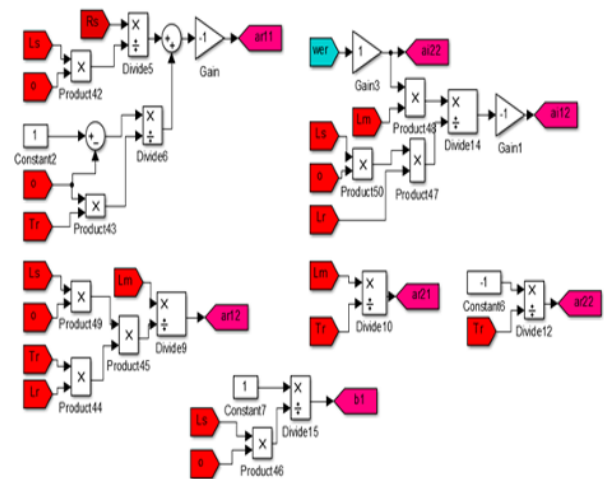 Rs
Ls
o
Product42
Divide5
-1
Gain
ar11
1
Constant2
o
Tr
Product43
Divide6
wer
1
Gain3
ai22
Lm
Product48
Ls
o
Product50
Lr
Product47
Divide14
-1
Gain1
ai12
Ls
o
Product49
Lm
Tr
Lr
Product44
Product45
Divide9
ar12
Lm
Tr
Divide10
ar21
-1
Constant6
Tr
Divide12
ar22
1
Constant7
Ls
o
Product46
Divide15
b1